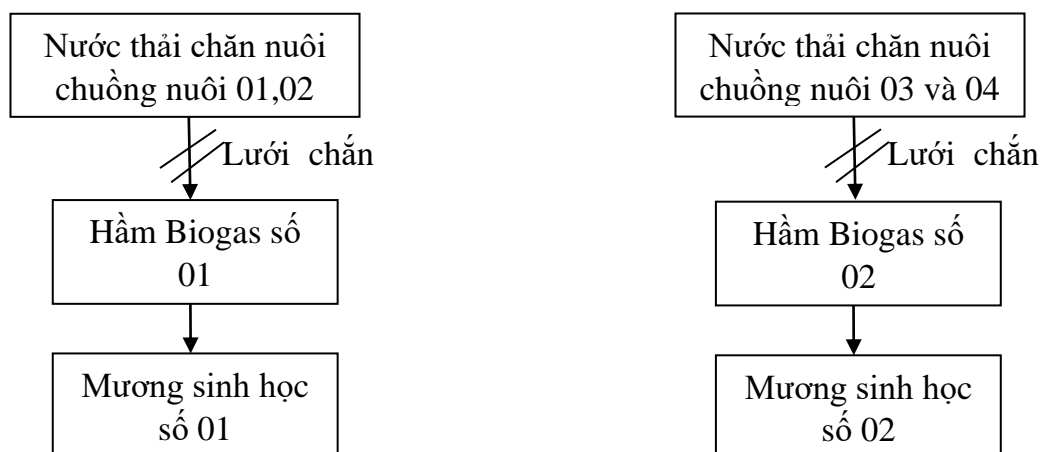 Nước thải chăn nuôi
chuồng nuôi 01,02
Lưới chắn
Hầm Biogas số
01
Mương sinh học
số 01
Nước thải chăn nuôi
chuồng nuôi 03 và 04
Lưới chắn
Hầm Biogas số
02
Mương sinh học
số 02